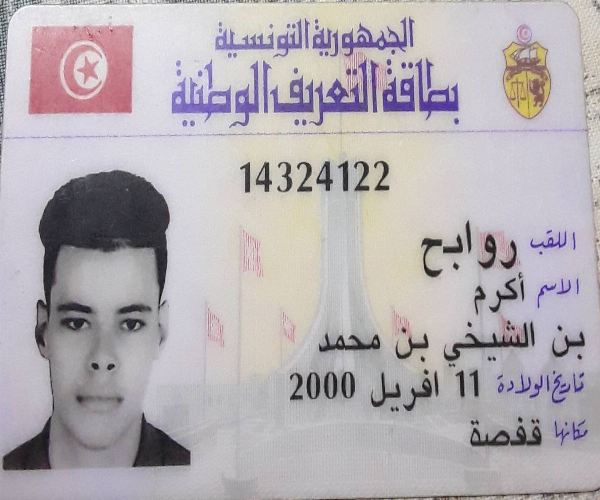 الجمهورية التونسية
بطاقة التعريف الوطنية
14324122
اللقب روابح
الاسم أكرم
بن الشيخي بن محمد
تاريخ الولادة 11 افريل 2000
مكانها قفصة